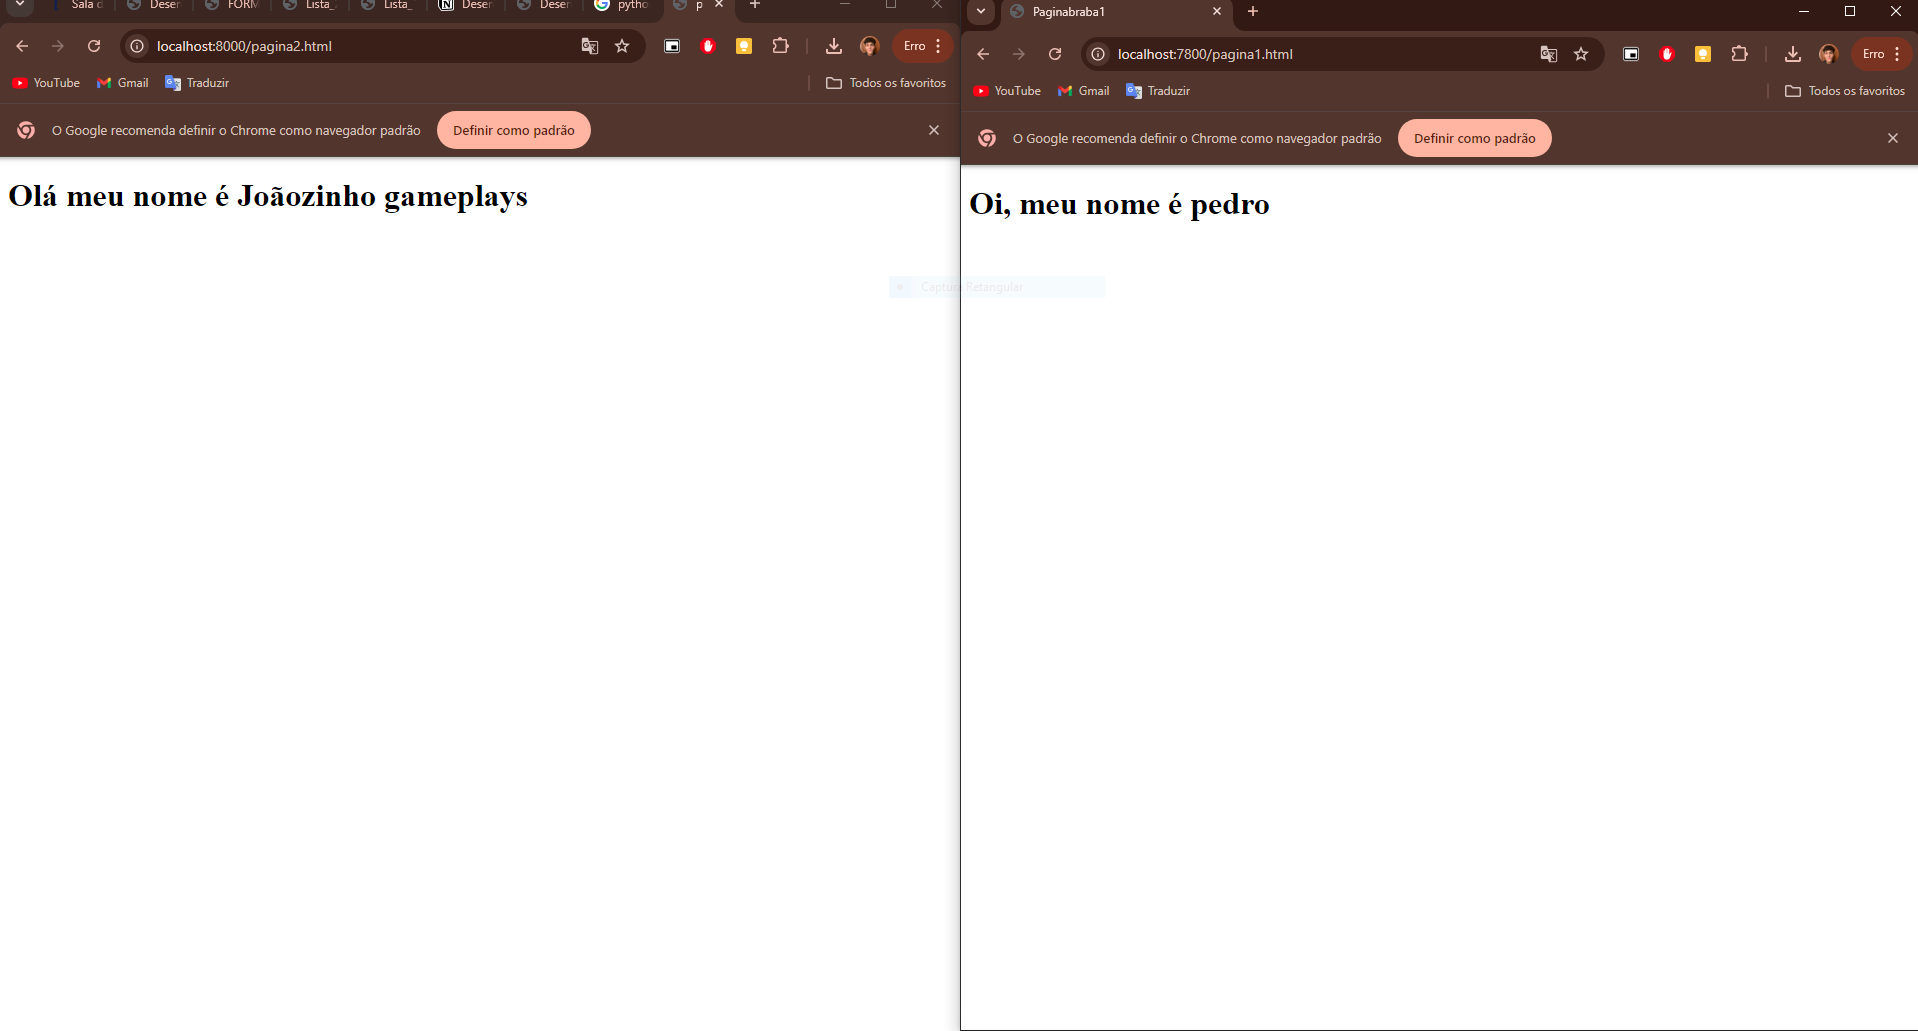 Sala d
Deser
FORM
Lista_
Lista_
Deser
Deser
pytho
p
localhost:8000/pagina2.html
Erro
YouTube
Gmail
Traduzir
Todos os favoritos
O Google recomenda definir o Chrome como navegador padrão
Definir como padrão
Olá meu nome é Joãozinho gameplays
Captura Retangular
Paginabraba1
localhost:7800/pagina1.html
Erro
YouTube
Gmail
Traduzir
Todos os favoritos
O Google recomenda definir o Chrome como navegador padrão
Definir como padrão
Oi, meu nome é pedro